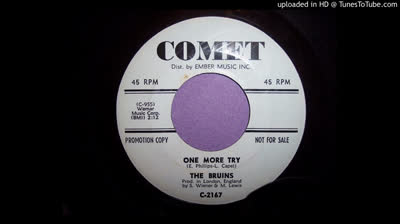 uploaded in HD @ TunesToTube.com
COMET
Dist. by EMBER MUSIC INC.
45 RPM
45 RPM
(C-955)
Wemar
Music Corp.
(BMI) 2:12
PROMOTION COPY
NOT FOR SALE
ONE MORE TRY
(E. Phillips-L. Capel)
THE BRUINS
Prod. in London, England
by S. Wiemar & M. Lewis
C-2167